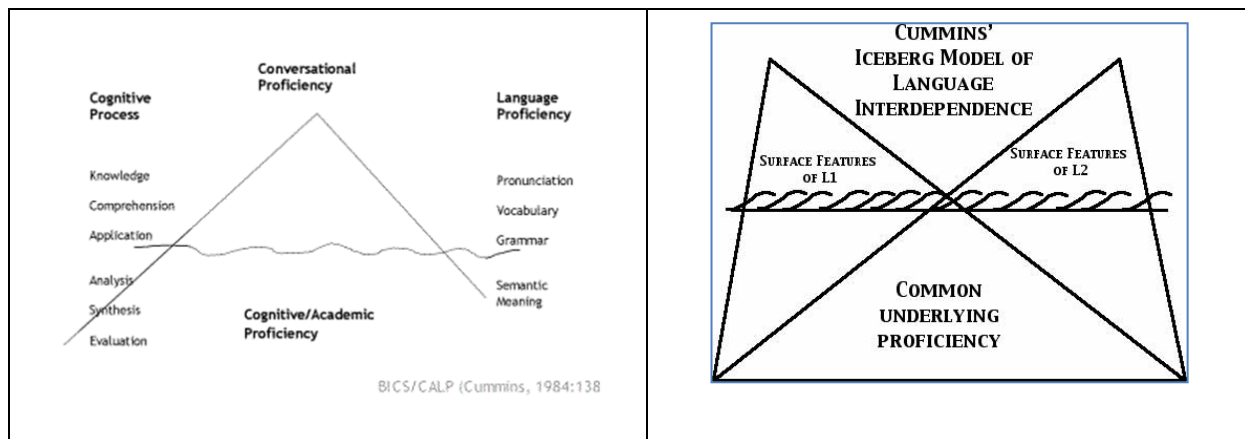 Conversational
Proficiency
Cognitive
Process
Language
Proficiency
Knowledge
Comprehension
Application
Analysis
Synthesis
Evaluation
Pronunciation
Vocabulary
Grammar
Semantic
Meaning
Cognitive/Academic
Proficiency
BICS/CALP (Cummins, 1984:138
CUMMINS'
ICEBERG MODEL OF
LANGUAGE
INTERDEPENDENCE
SURFACE FEATURES
OF L1
SURFACE FEATURES
OF L2
COMMON
UNDERLYING
PROFICIENCY